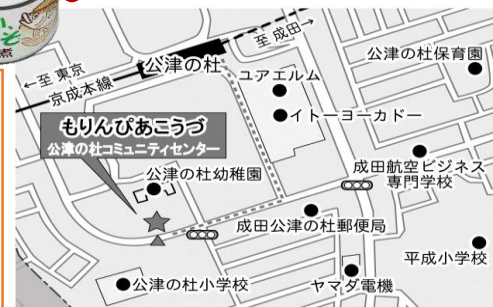 至 成田→
公津の杜
公津の杜保育園
←至 東京
京成本線
ユアエルム
イトーヨーカドー
もりんぴあこうづ
公津の杜コミュニティセンター
公津の杜幼稚園
成田航空ビジネス
専門学校
成田公津の杜郵便局
平成小学校
公津の杜小学校
ヤマダ電機